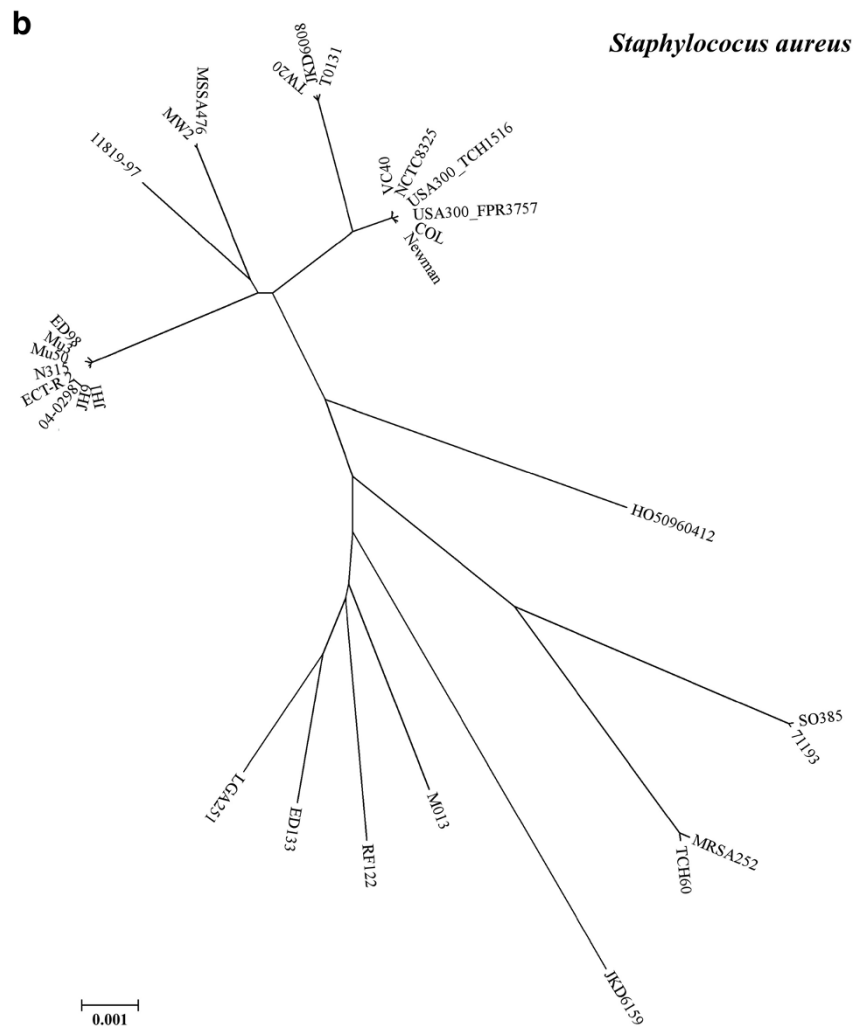 b
Staphylococus aureus
JKD6008
TW20
T0131
MSSA476
MW2
11819-97
VC40
NCTC8325
USA300_TCH1516
USA300_FPR3757
COL
Newman
ED98
Mu3
Mu50
N315
ECT-R 2
04-02981
JH9
JH1
HO50960412
SO385
71193
MRSA252
TCH60
M013
RF122
ED133
LGA251
JKD6159
0.001